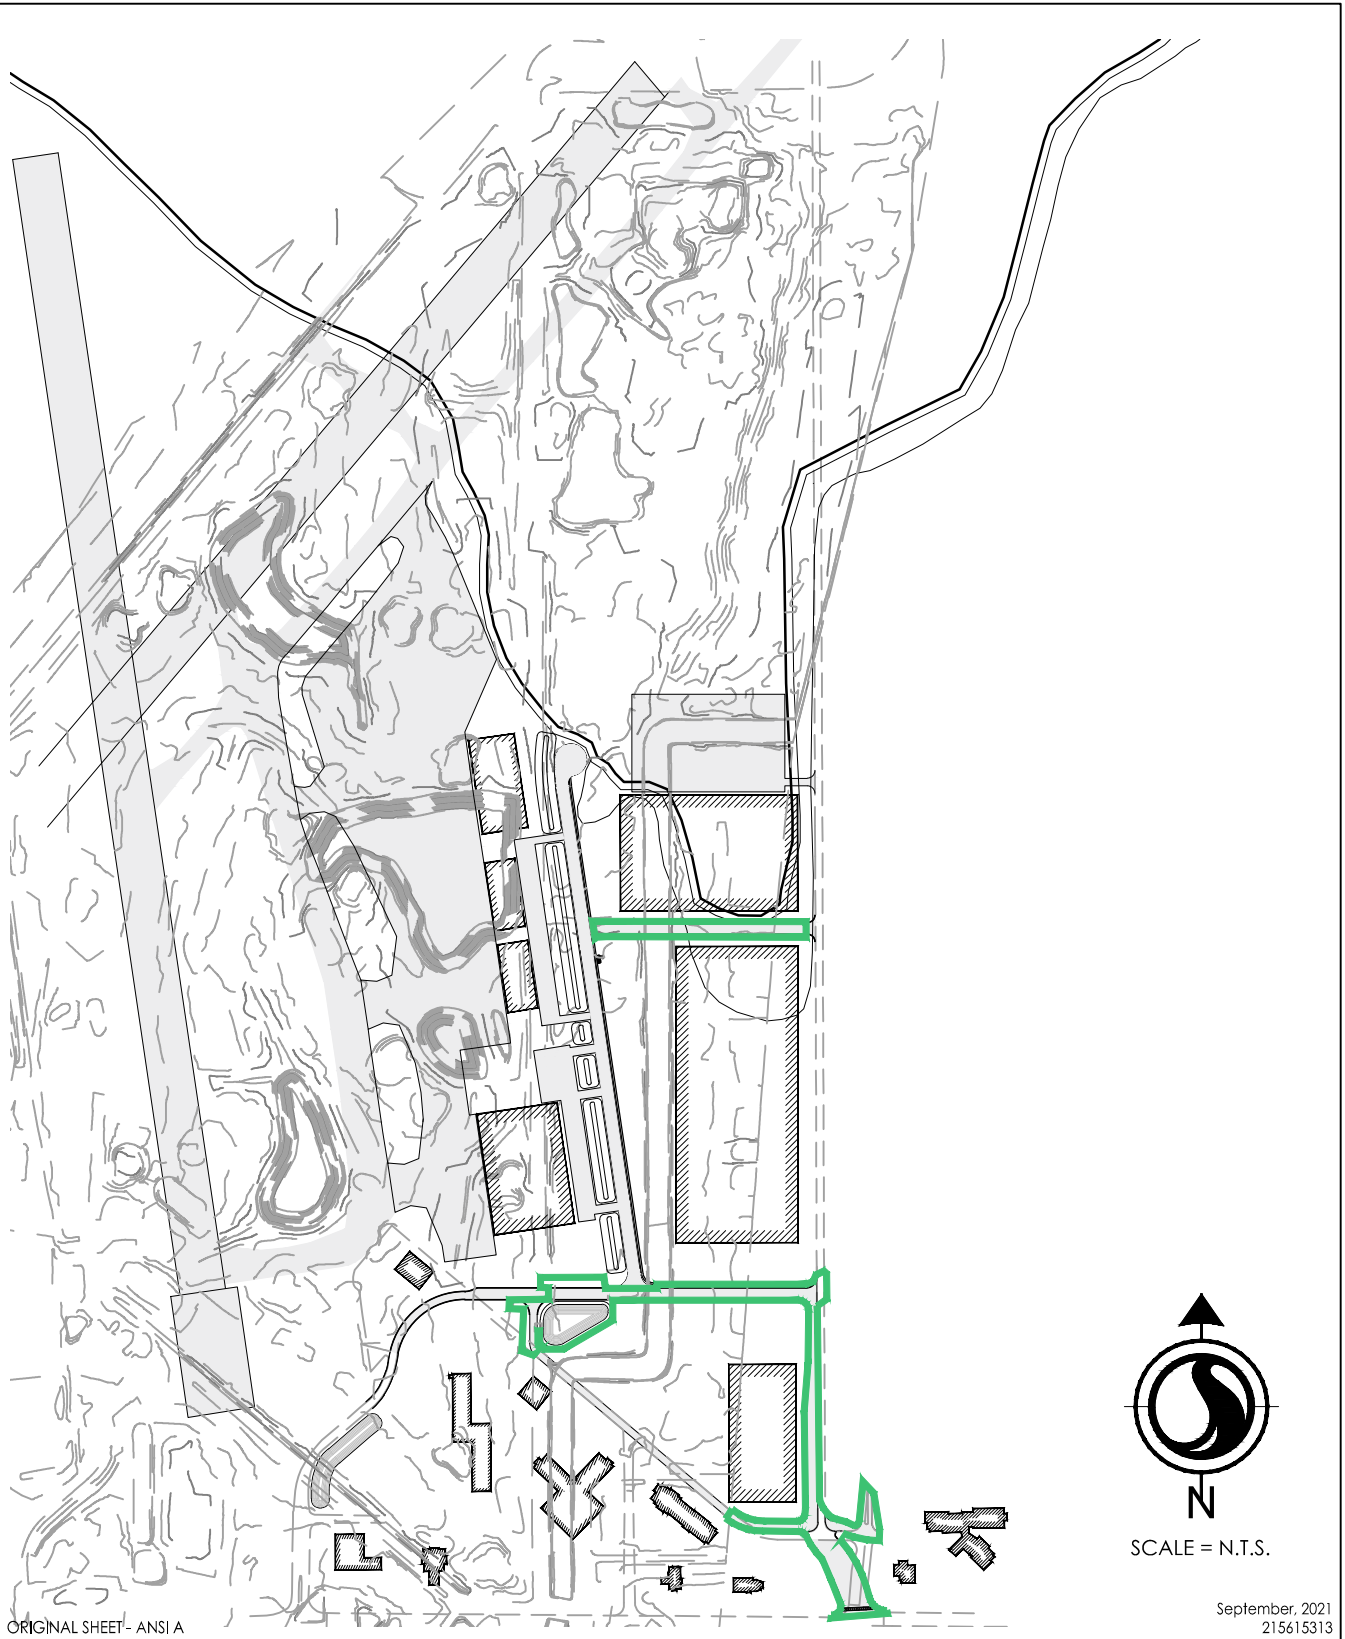 N
SCALE = N.T.S.
September, 2021
ORIGINAL SHEET - ANSI A
215615313